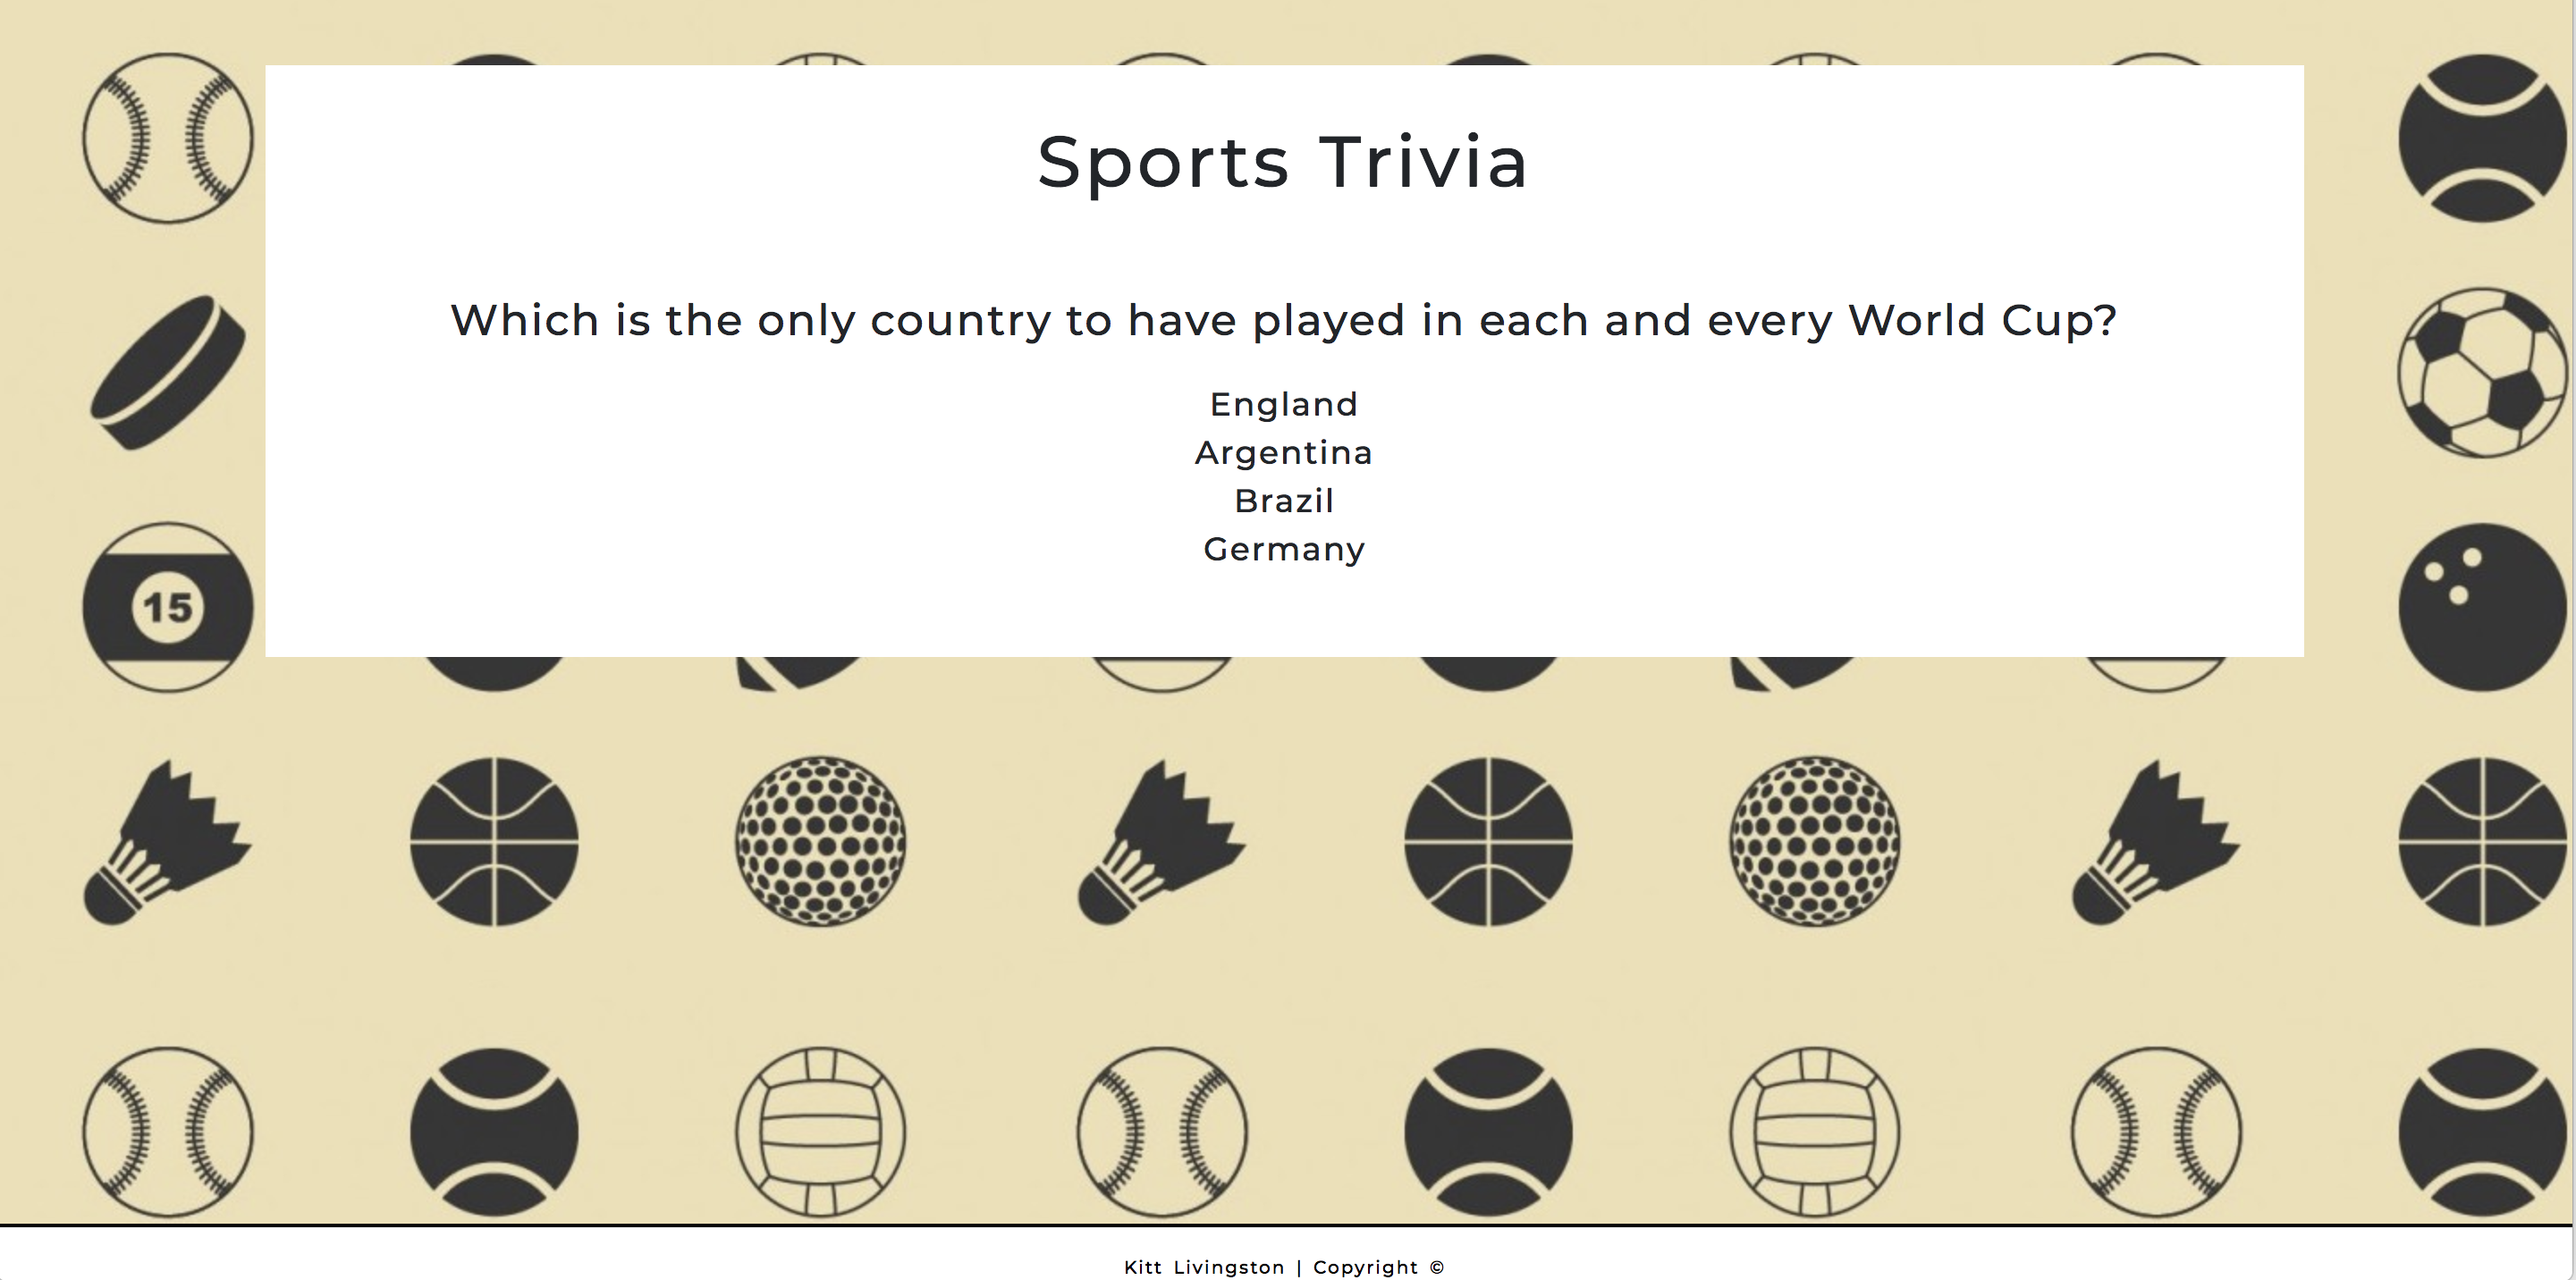 Sports Trivia
Which is the only country to have played in each and every World Cup?
England
Argentina
Brazil
Germany
15
Kitt Livingston | Copyright ©